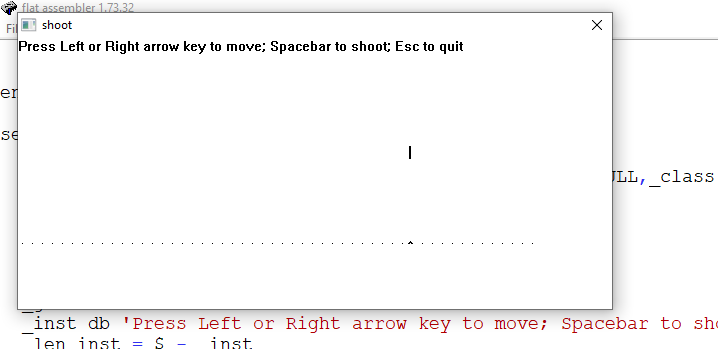 flat assembler 1.73.32
shoot
Fi
Press Left or Right arrow key to move; Spacebar to shoot; Esc to quit
er
se
JLL,_class
. . . . . . . . . . . . . . . . . . . . . . . . . . . . . . . . . . . . . . . ^ . . . . . . . . . . . .
_inst db 'Press Left or Right arrow key to move; Spacebar to sho
_len_inst = $ - _inst